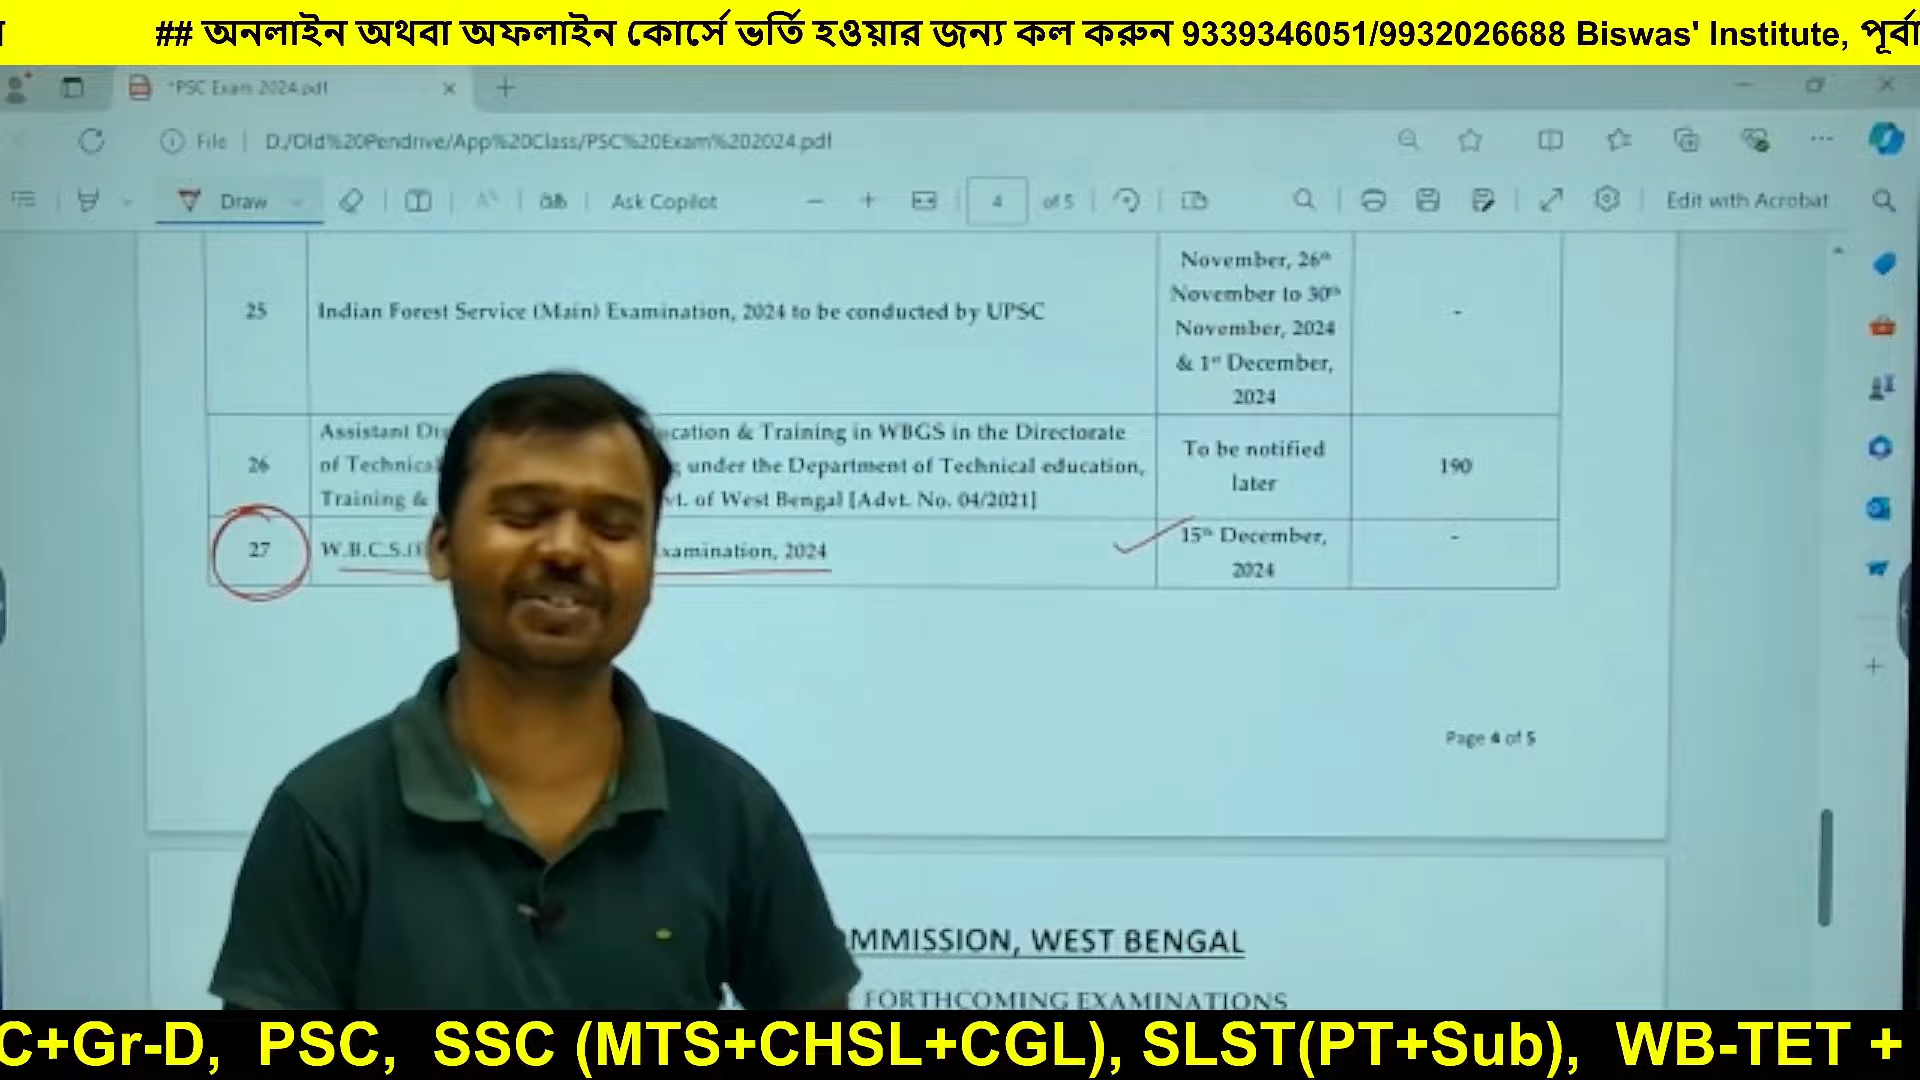 ## অনলাইন অথবা অফলাইন কোর্সে ভর্তি হওয়ার জন্য কল করুন 9339346051/9932026688 Biswas' Institute, পূর্বা
*PSC Exam 2024.pdf
File D:/Old%20Pendrive/App%20Class/PSC%20Exam%202024.pdf
Draw Ask Copilot 4 of 5 Edit with Acrobat
25 Indian Forest Service (Main) Examination, 2024 to be conducted by UPSC
November, 26th
November to 30th
November, 2024
& 1st December,
2024
-
26
Assistant cation & Training in WBGS in the Directorate
of Technical under the Department of Technical education,
Training & vt. of West Bengal [Advt. No. 04/2021]
To be notified
later
190
27 W.B.C.S. xamination, 2024
15th December,
2024
-
Page 4 of 5
MMISSION, WEST BENGAL
FORTHCOMING EXAMINATIONS
C+Gr-D, PSC, SSC (MTS+CHSL+CGL), SLST(PT+Sub), WB-TET +